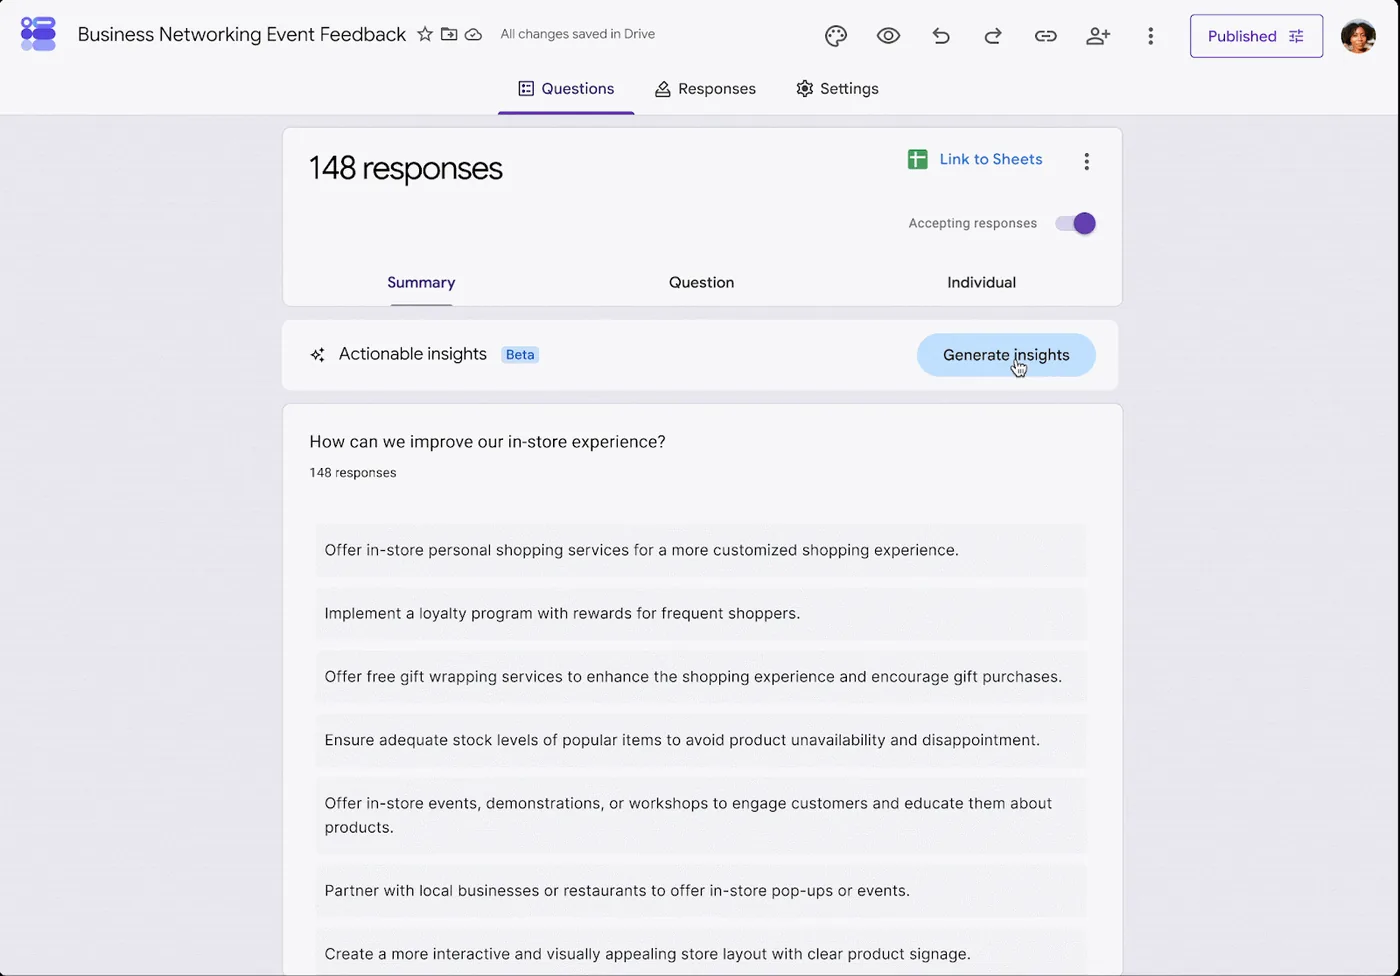 Business Networking Event Feedback
All changes saved in Drive
Published
Questions
Responses
Settings
148 responses
Link to Sheets
Accepting responses
Summary
Question
Individual
Actionable insights
Beta
Generate insights
How can we improve our in-store experience?
148 responses
Offer in-store personal shopping services for a more customized shopping experience.
Implement a loyalty program with rewards for frequent shoppers.
Offer free gift wrapping services to enhance the shopping experience and encourage gift purchases.
Ensure adequate stock levels of popular items to avoid product unavailability and disappointment.
Offer in-store events, demonstrations, or workshops to engage customers and educate them about
products.
Partner with local businesses or restaurants to offer in-store pop-ups or events.
Create a more interactive and visually appealing store layout with clear product signage.